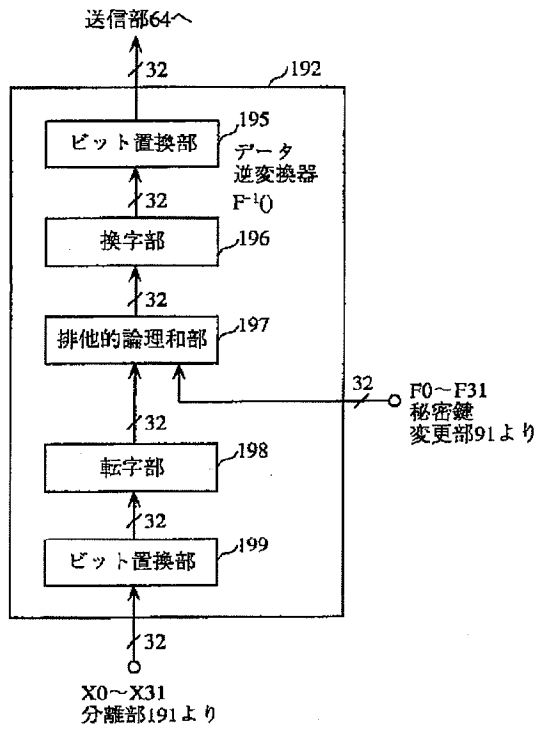 送信部64へ
32
192
ビット置換部
195
データ
逆変換器
F⁻¹()
32
換字部
196
32
排他的論理和部
197
32
F0～F31
秘密鍵
変更部91より
32
転字部
198
32
ビット置換部
199
32
X0～X31
分離部191より